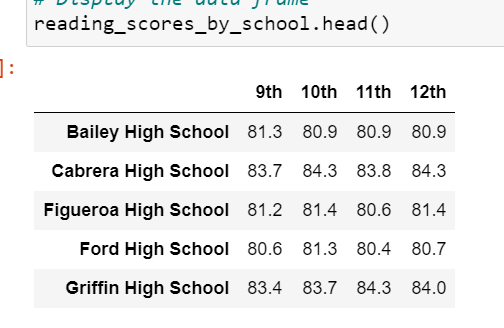 # Display the data frame
reading_scores_by_school.head()
]:
9th 10th 11th 12th
Bailey High School 81.3 80.9 80.9 80.9
Cabrera High School 83.7 84.3 83.8 84.3
Figueroa High School 81.2 81.4 80.6 81.4
Ford High School 80.6 81.3 80.4 80.7
Griffin High School 83.4 83.7 84.3 84.0